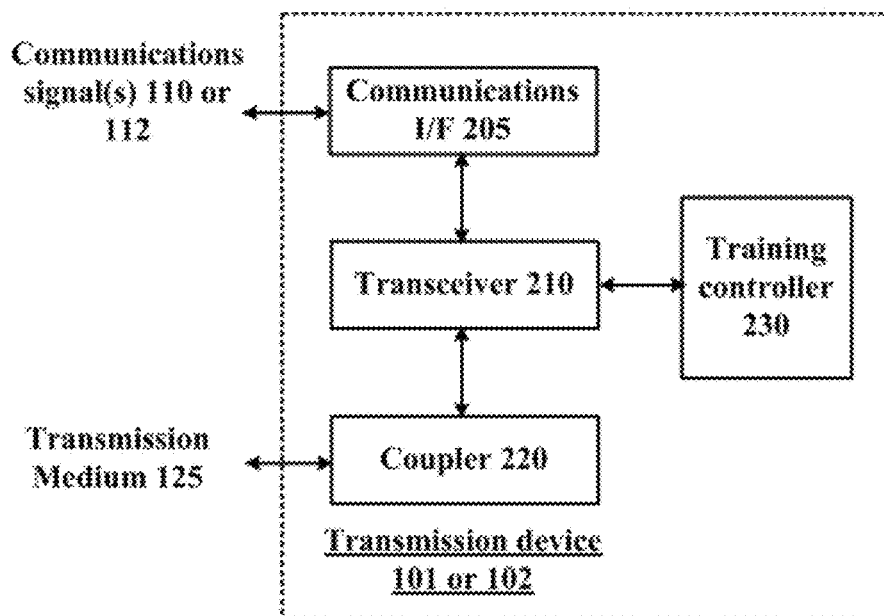 Communications
signal(s) 110 or
112
Communications
I/F 205
Transceiver 210
Training
controller
230
Transmission
Medium 125
Coupler 220
Transmission device
101 or 102